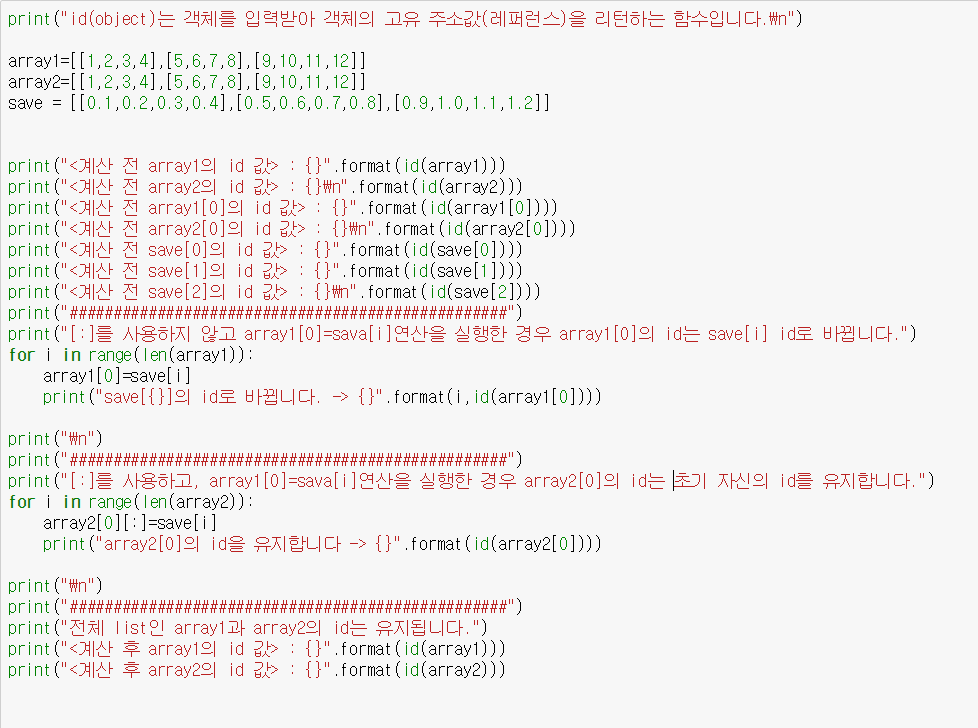 print("id(object)는 객체를 입력받아 객체의 고유 주소값(레퍼런스)을 리턴하는 함수입니다.₩n")
array1=[[1,2,3,4],[5,6,7,8],[9,10,11,12]]
array2=[[1,2,3,4],[5,6,7,8],[9,10,11,12]]
save = [[0.1,0.2,0.3,0.4],[0.5,0.6,0.7,0.8],[0.9,1.0,1.1,1.2]]
print("<계산 전 array1의 id 값> : {}".format(id(array1)))
print("<계산 전 array2의 id 값> : {}₩n".format(id(array2)))
print("<계산 전 array1[0]의 id 값> : {}".format(id(array1[0])))
print("<계산 전 array2[0]의 id 값> : {}₩n".format(id(array2[0])))
print("<계산 전 save[0]의 id 값> : {}".format(id(save[0])))
print("<계산 전 save[1]의 id 값> : {}".format(id(save[1])))
print("<계산 전 save[2]의 id 값> : {}₩n".format(id(save[2])))
print("##################################################")
print("[:]를 사용하지 않고 array1[0]=sava[i]연산을 실행한 경우 array1[0]의 id는 save[i] id로 바뀝니다.")
for i in range(len(array1)):
    array1[0]=save[i]
    print("save[{}]의 id로 바뀝니다. -> {}".format(i,id(array1[0])))
print("₩n")
print("##################################################")
print("[:]를 사용하고, array1[0]=sava[i]연산을 실행한 경우 array2[0]의 id는 초기 자신의 id를 유지합니다.")
for i in range(len(array2)):
    array2[0][:]=save[i]
    print("array2[0]의 id을 유지합니다 -> {}".format(id(array2[0])))
print("₩n")
print("##################################################")
print("전체 list인 array1과 array2의 id는 유지됩니다.")
print("<계산 후 array1의 id 값> : {}".format(id(array1)))
print("<계산 후 array2의 id 값> : {}".format(id(array2)))